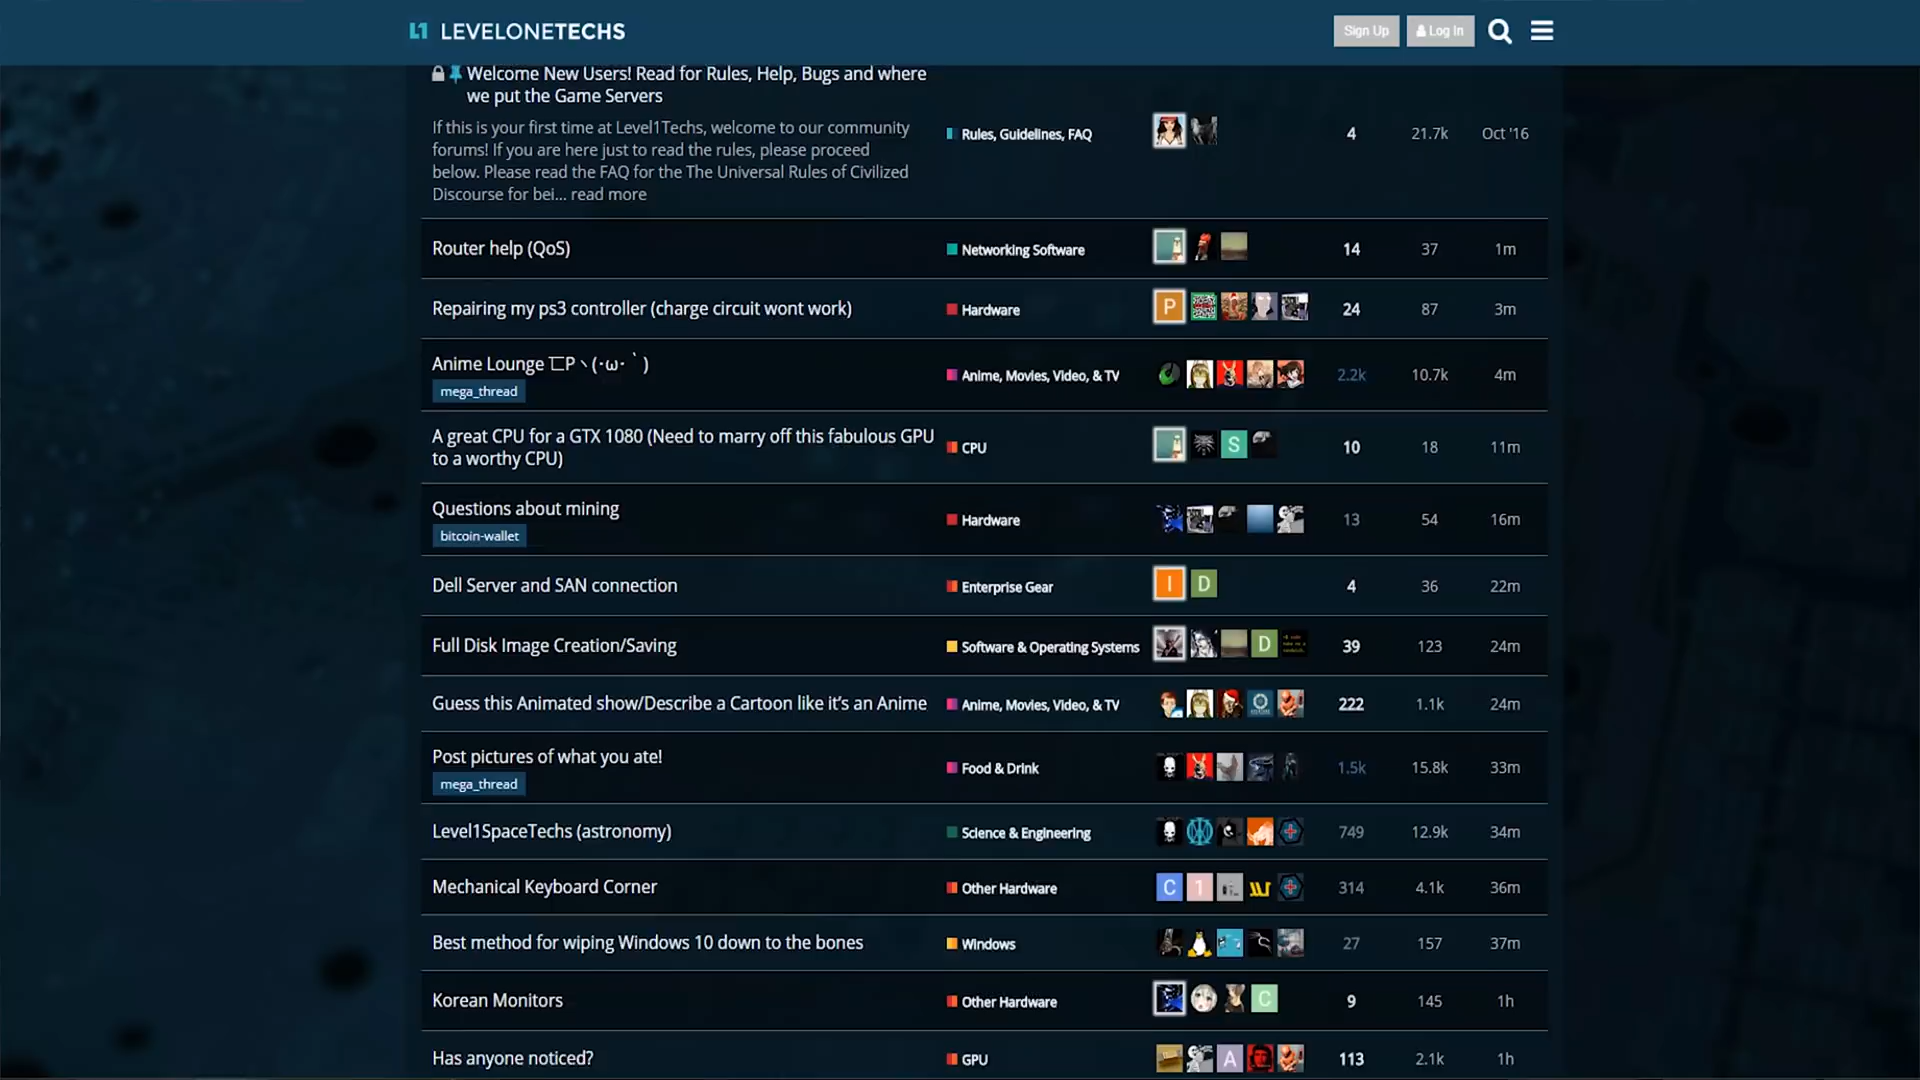 LEVELONETECHS
Sign Up
Log In
Welcome New Users! Read for Rules, Help, Bugs and where
we put the Game Servers
If this is your first time at Level1Techs, welcome to our community
forums! If you are here just to read the rules, please proceed
below. Please read the FAQ for the The Universal Rules of Civilized
Discourse for bei... read more
Rules, Guidelines, FAQ
4
21.7k
Oct '16
Router help (QoS)
Networking Software
14
37
1m
Repairing my ps3 controller (charge circuit wont work)
Hardware
P
24
87
3m
Anime Lounge ㄈPヽ(･ω･｀)
mega_thread
Anime, Movies, Video, & TV
2.2k
10.7k
4m
A great CPU for a GTX 1080 (Need to marry off this fabulous GPU
to a worthy CPU)
CPU
S
10
18
11m
Questions about mining
bitcoin-wallet
Hardware
13
54
16m
Dell Server and SAN connection
Enterprise Gear
I
D
4
36
22m
Full Disk Image Creation/Saving
Software & Operating Systems
D
39
123
24m
Guess this Animated show/Describe a Cartoon like it's an Anime
Anime, Movies, Video, & TV
222
1.1k
24m
Post pictures of what you ate!
mega_thread
Food & Drink
1.5k
15.8k
33m
Level1SpaceTechs (astronomy)
Science & Engineering
749
12.9k
34m
Mechanical Keyboard Corner
Other Hardware
C
1
314
4.1k
36m
Best method for wiping Windows 10 down to the bones
Windows
27
157
37m
Korean Monitors
Other Hardware
C
9
145
1h
Has anyone noticed?
GPU
A
113
2.1k
1h